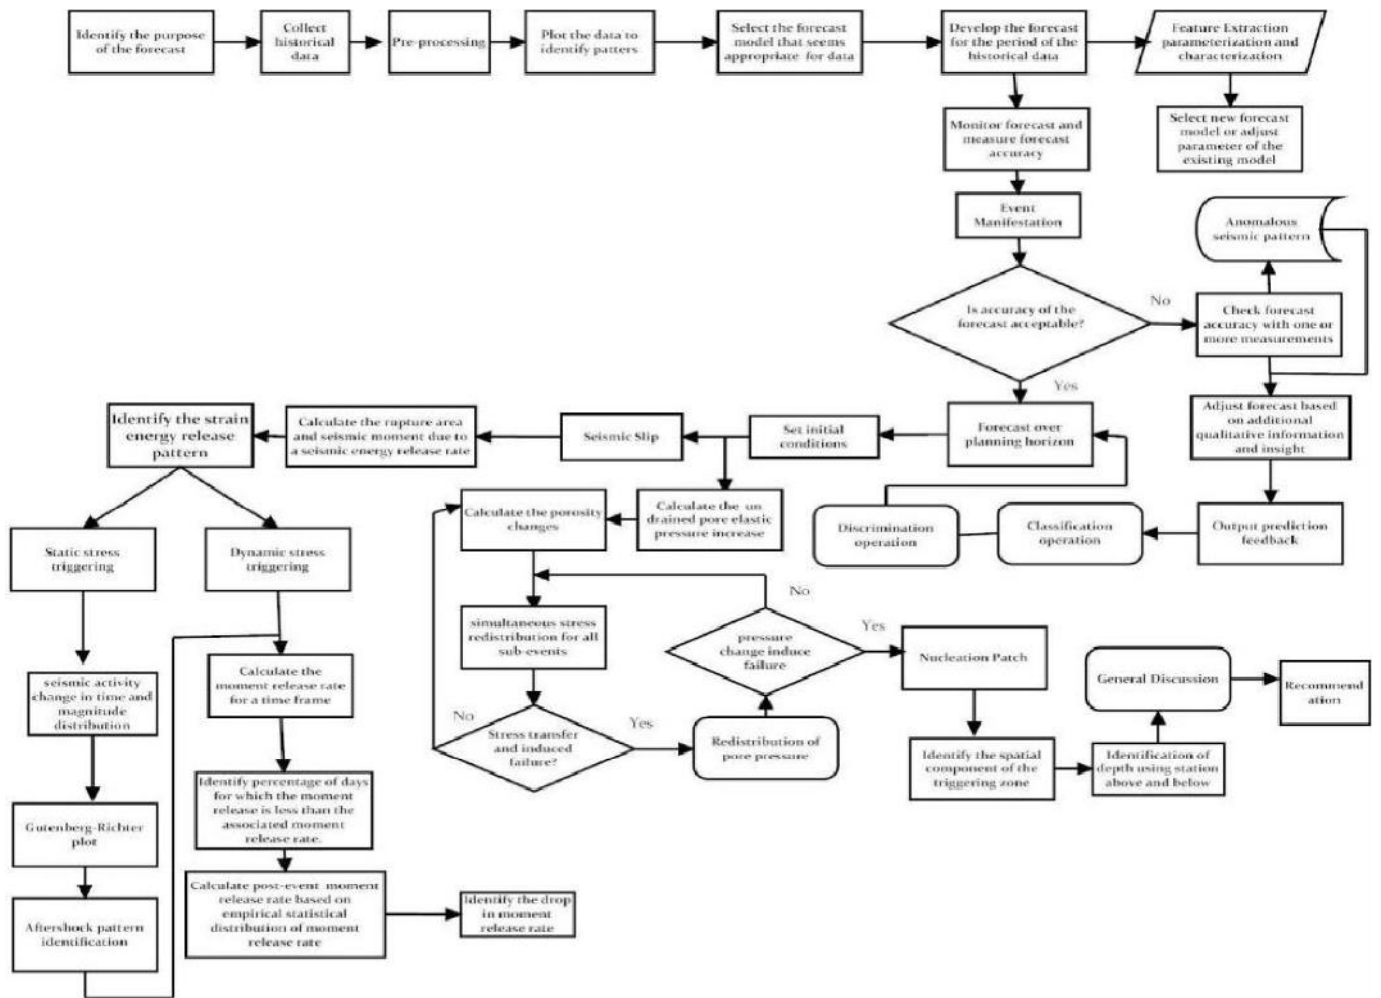 Identify the purpose
of the forecast
Collect
historical
data
Pre-processing
Plot the data to
identify patters
Select the forecast
model that seems
appropriate for data
Develop the forecast
for the period of the
historical data
Feature Extraction
parameterization and
characterization
Monitor forecast and
measure forecast
accuracy
Select new forecast
model or adjust
parameter of the
existing model
Event
Manifestation
Anomalous
seismic pattern
Is accuracy of the
forecast acceptable?
No
Check forecast
accuracy with one or
more measurements
Yes
Identify the strain
energy release
pattern
Calculate the rupture area
and seismic moment due to
a seismic energy release rate
Seismic Slip
Set initial
conditions
Forecast over
planning horizon
Adjust forecast based
on additional
qualitative information
and insight
Calculate the porosity
changes
Calculate the un
drained pore elastic
pressure increase
Discrimination
operation
Classification
operation
Output prediction
feedback
Static stress
triggering
Dynamic stress
triggering
No
simultaneous stress
redistribution for all
sub-events
pressure
change induce
failure
Yes
Nucleation Patch
seismic activity
change in time and
magnitude
distribution
Calculate the
moment release rate
for a time frame
General Discussion
Recommend
ation
No
Stress transfer
and induced
failure?
Yes
Redistribution of
pore pressure
Identify the spatial
component of the
triggering zone
Identification of
depth using station
above and below
Gutenberg-Richter
plot
Identify percentage of days
for which the moment
release is less than the
associated moment
release rate.
Aftershock pattern
identification
Calculate post-event moment
release rate based on
empirical statistical
distribution of moment
release rate
Identify the drop
in moment
release rate